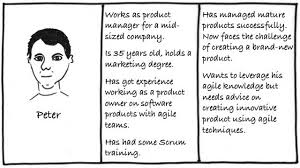 Peter
Works as product
manager for a mid-
sized company.
Is 35 years old, holds a
marketing degree.
Has got experience
working as a product
owner on software
products with agile
teams.
Has had some Scrum
training.
Has managed mature
products successfully.
Now faces the challenge
of creating a brand-new
product.
Wants to leverage his
agile knowledge but
needs advice on
creating innovative
product using agile
techniques.